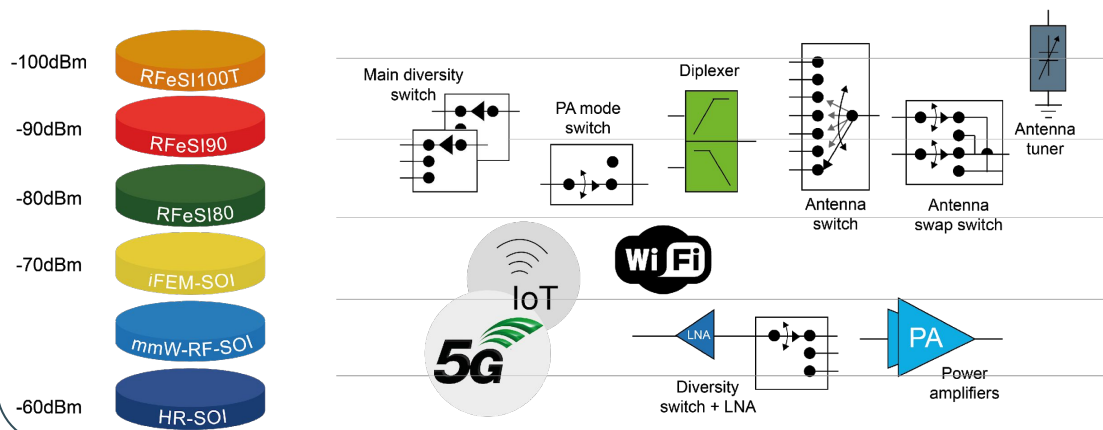 -100dBm
RFeSI100T
-90dBm
RFeSI90
-80dBm
RFeSI80
-70dBm
iFEM-SOI
mmW-RF-SOI
-60dBm
HR-SOI
Main diversity
switch
PA mode
switch
Diplexer
Antenna
switch
Antenna
swap switch
Antenna
tuner
IoT
5G
Wi Fi
LNA
Diversity
switch + LNA
PA
Power
amplifiers